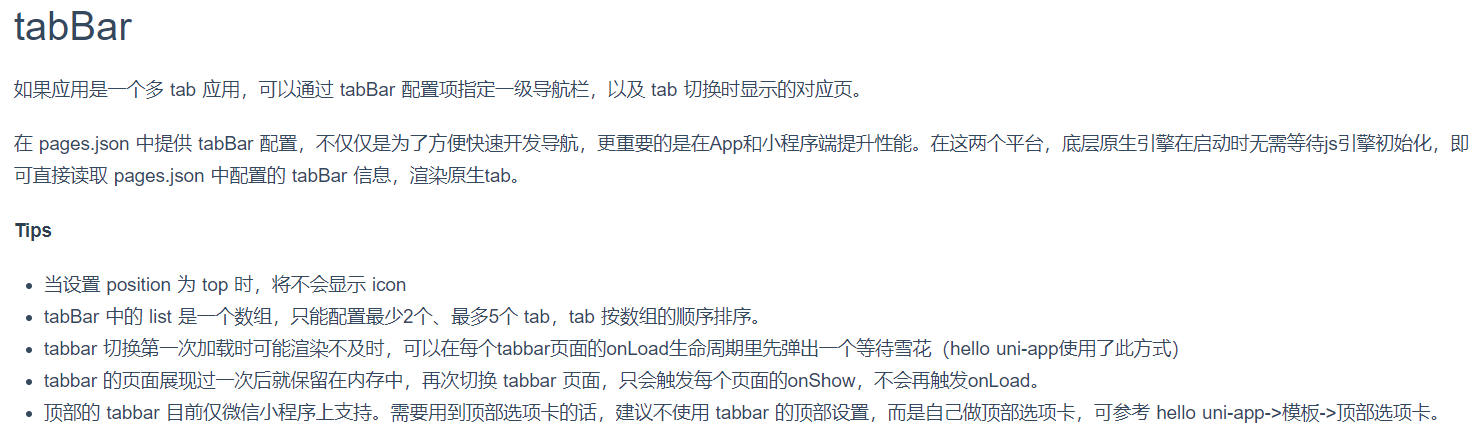 tabBar
如果应用是一个多 tab 应用，可以通过 tabBar 配置项指定一级导航栏，以及 tab 切换时显示的对应页。
在 pages.json 中提供 tabBar 配置，不仅仅是为了方便快速开发导航，更重要的是在App和小程序端提升性能。在这两个平台，底层原生引擎在启动时无需等待js引擎初始化，即
可直接读取 pages.json 中配置的 tabBar 信息，渲染原生tab。
Tips
• 当设置 position 为 top 时，将不会显示 icon
• tabBar 中的 list 是一个数组，只能配置最少2个、最多5个 tab，tab 按数组的顺序排序。
• tabbar 切换第一次加载时可能渲染不及时，可以在每个tabbar页面的onLoad生命周期里先弹出一个等待雪花（hello uni-app使用了此方式）
• tabbar 的页面展现过一次后就保留在内存中，再次切换 tabbar 页面，只会触发每个页面的onShow，不会再触发onLoad。
• 顶部的 tabbar 目前仅微信小程序上支持。需要用到顶部选项卡的话，建议不使用 tabbar 的顶部设置，而是自己做顶部选项卡，可参考 hello uni-app->模板->顶部选项卡。